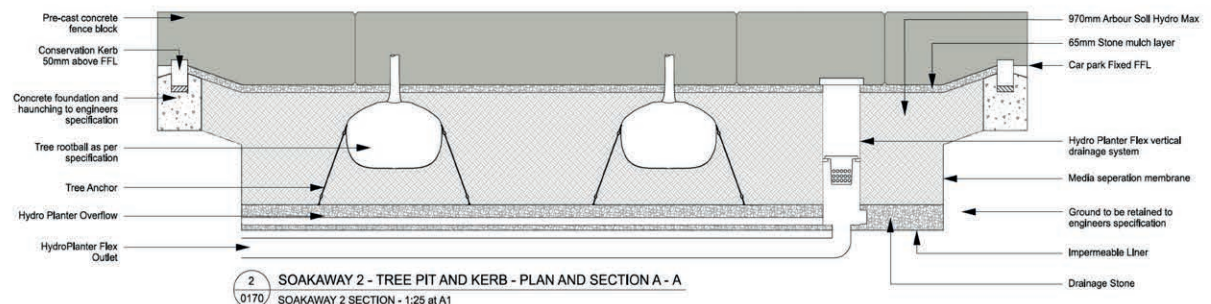 Pre-cast concrete
fence block
Conservation Kerb
50mm above FFL
Concrete foundation and
haunching to engineers
specification
Tree rootball as per
specification
Tree Anchor
Hydro Planter Overflow
HydroPlanter Flex
Outlet
970mm Arbour Soil Hydro Max
65mm Stone mulch layer
Car park Fixed FFL
Hydro Planter Flex vertical
drainage system
Media seperation membrane
Ground to be retained to
engineers specification
Impermeable Liner
Drainage Stone
2
0170
SOAKAWAY 2 - TREE PIT AND KERB - PLAN AND SECTION A - A
SOAKAWAY 2 SECTION - 1:25 at A1